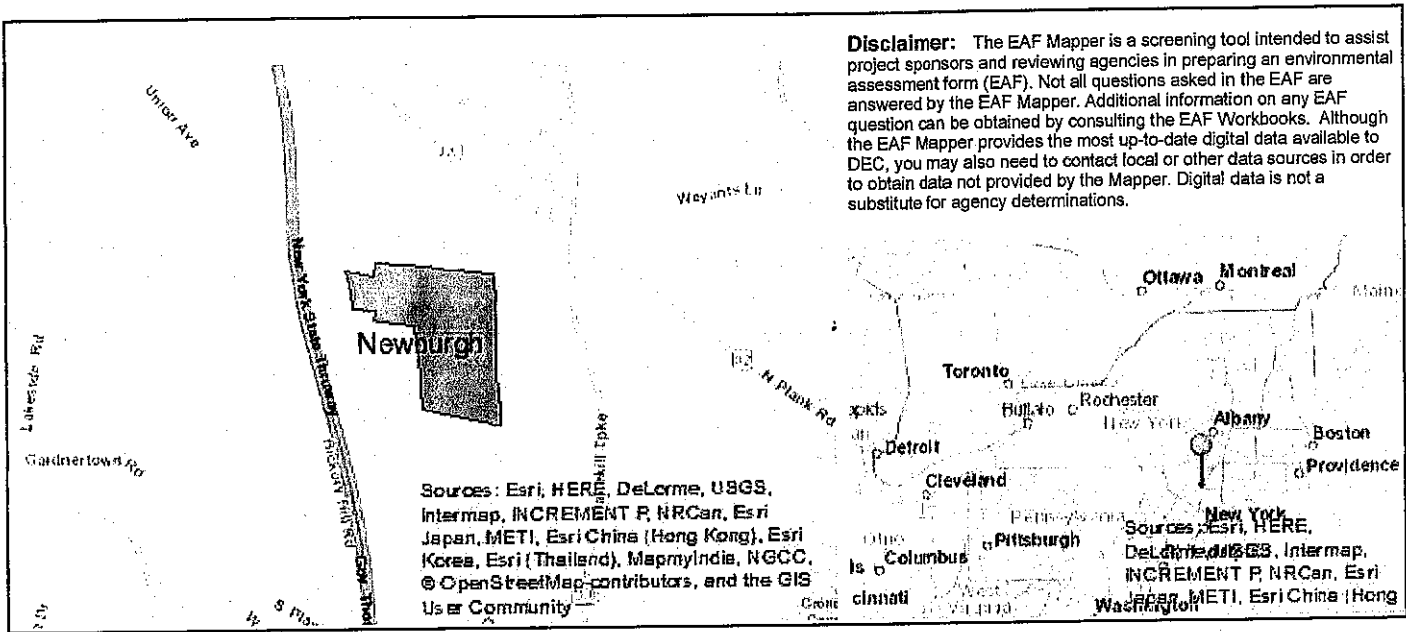 Disclaimer: The EAF Mapper is a screening tool intended to assist
project sponsors and reviewing agencies in preparing an environmental
assessment form (EAF). Not all questions asked in the EAF are
answered by the EAF Mapper. Additional information on any EAF
question can be obtained by consulting the EAF Workbooks. Although
the EAF Mapper provides the most up-to-date digital data available to
DEC, you may also need to contact local or other data sources in order
to obtain data not provided by the Mapper. Digital data is not a
substitute for agency determinations.
Union Ave
Weyants Ln
New York State Thruway
Newburgh
N Plank Rd
Lakeside Rd
Gardnertown Rd
Sources: Esri, HERE, DeLorme, USGS,
Intermap, INCREMENT P, NRCan, Esri
Japan, METI, Esri China (Hong Kong), Esri
Korea, Esri (Thailand), MapmyIndia, NGCC,
© OpenStreetMap contributors, and the GIS
User Community
Ottawa
Montreal
Maine
Toronto
Buffalo
Rochester
New York
Albany
Boston
Providence
Detroit
Cleveland
Pennsylvania
New York
Pittsburgh
Ohio
Columbus
cinnati
Washington
Sources: Esri, HERE,
DeLorme, USGS, Intermap,
INCREMENT P, NRCan, Esri
Japan, METI, Esri China (Hong